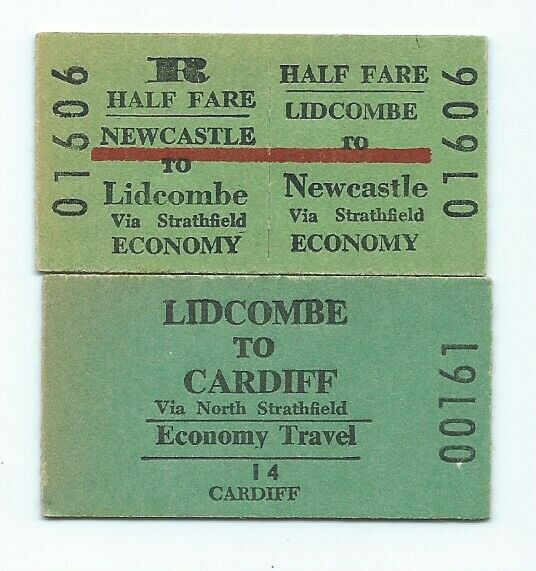 01606
R
HALF FARE
NEWCASTLE
TO
Lidcombe
Via Strathfield
ECONOMY
HALF FARE
LIDCOMBE
TO
Newcastle
Via Strathfield
ECONOMY
01606
LIDCOMBE
TO
CARDIFF
Via North Strathfield
Economy Travel
14
CARDIFF
00161